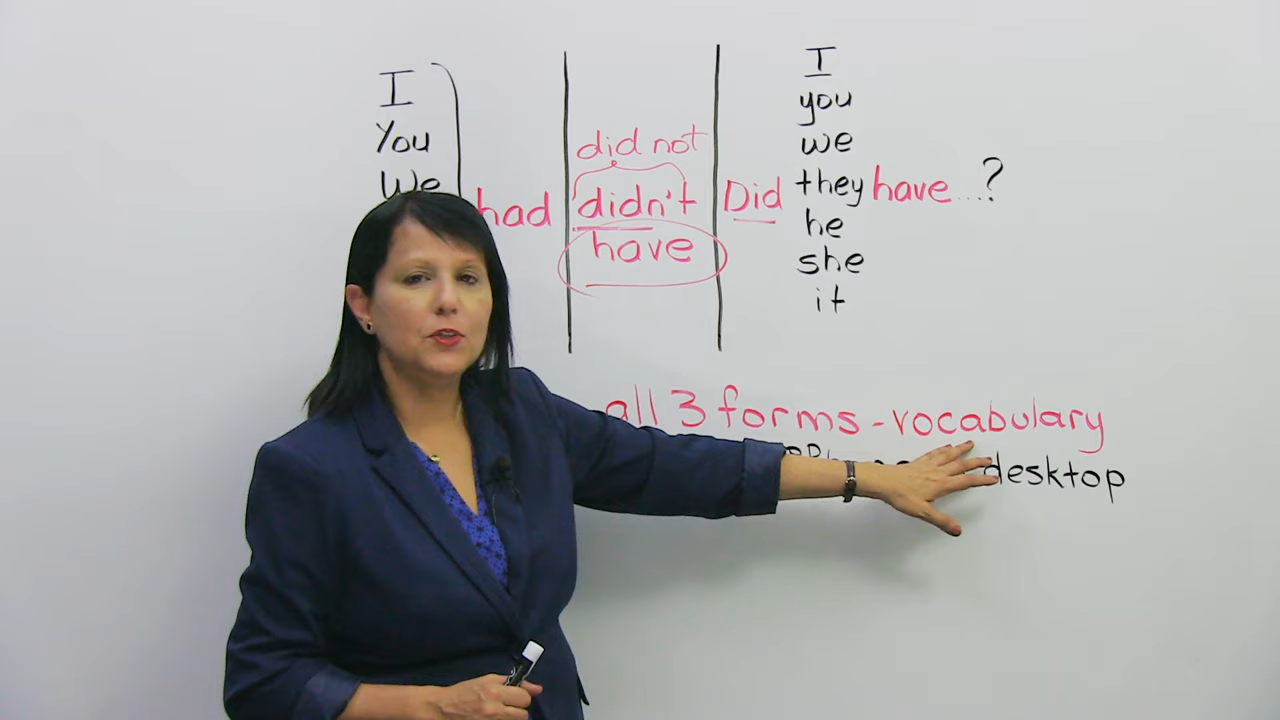 I
You
We
had
did not
didn't
have
Did
I
you
we
they
he
she
it
have....?
all 3 forms - vocabulary
desktop